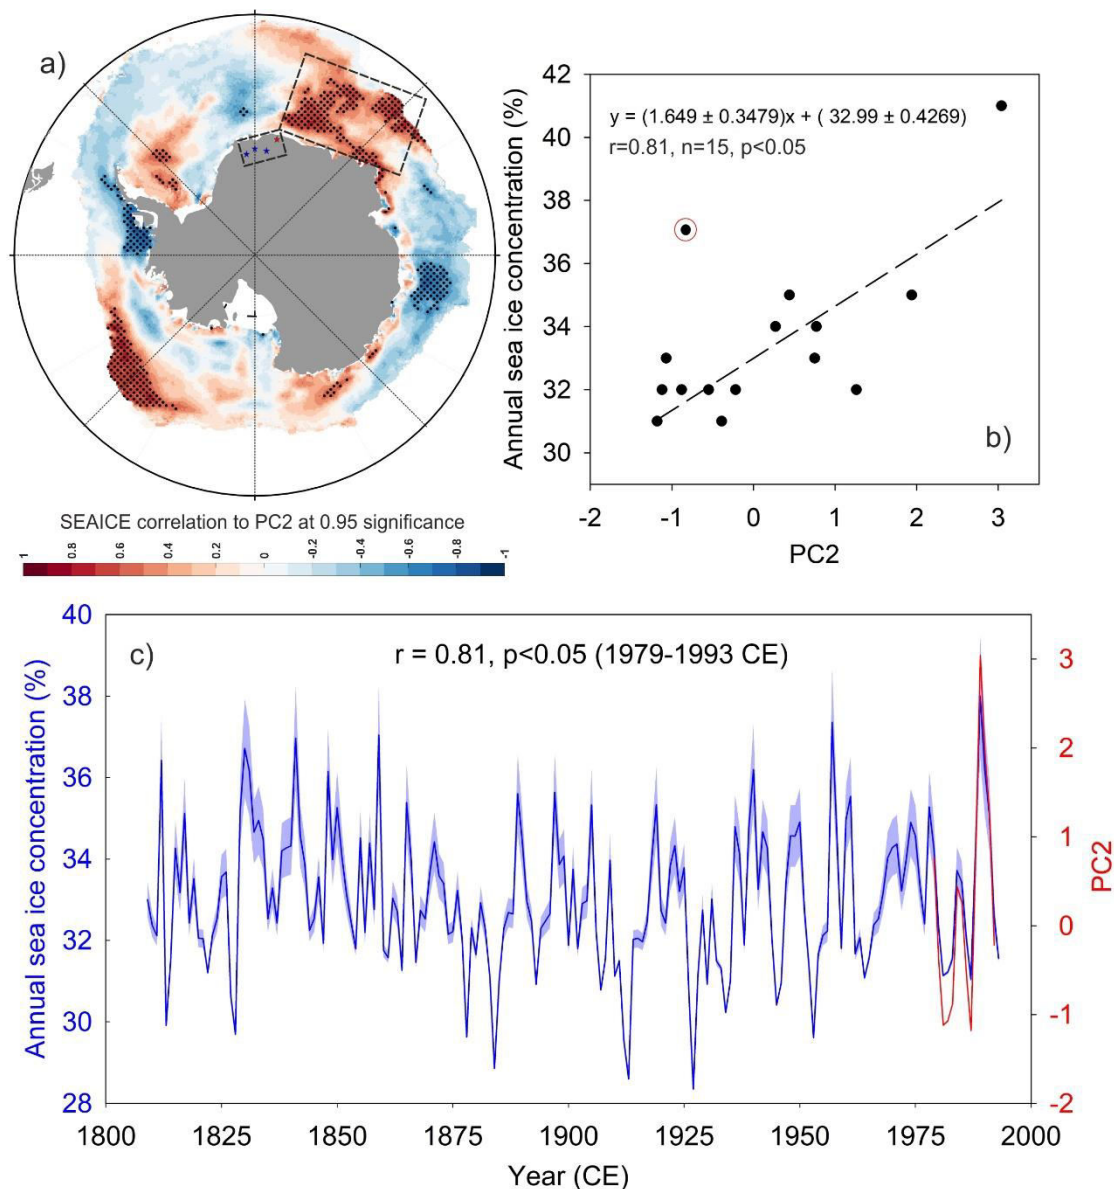 a)
SEAICE correlation to PC2 at 0.95 significance
1 0.8 0.6 0.4 0.2 0 -0.2 -0.4 -0.6 -0.8 -1
Annual sea ice concentration (%)
42
40
38
36
34
32
30
y = (1.649 ± 0.3479)x + ( 32.99 ± 0.4269)
r=0.81, n=15, p<0.05
b)
-2 -1 0 1 2 3
PC2
c)
r = 0.81, p<0.05 (1979-1993 CE)
Annual sea ice concentration (%)
40
38
36
34
32
30
28
3
2
1
0
-1
-2
PC2
1800 1825 1850 1875 1900 1925 1950 1975 2000
Year (CE)